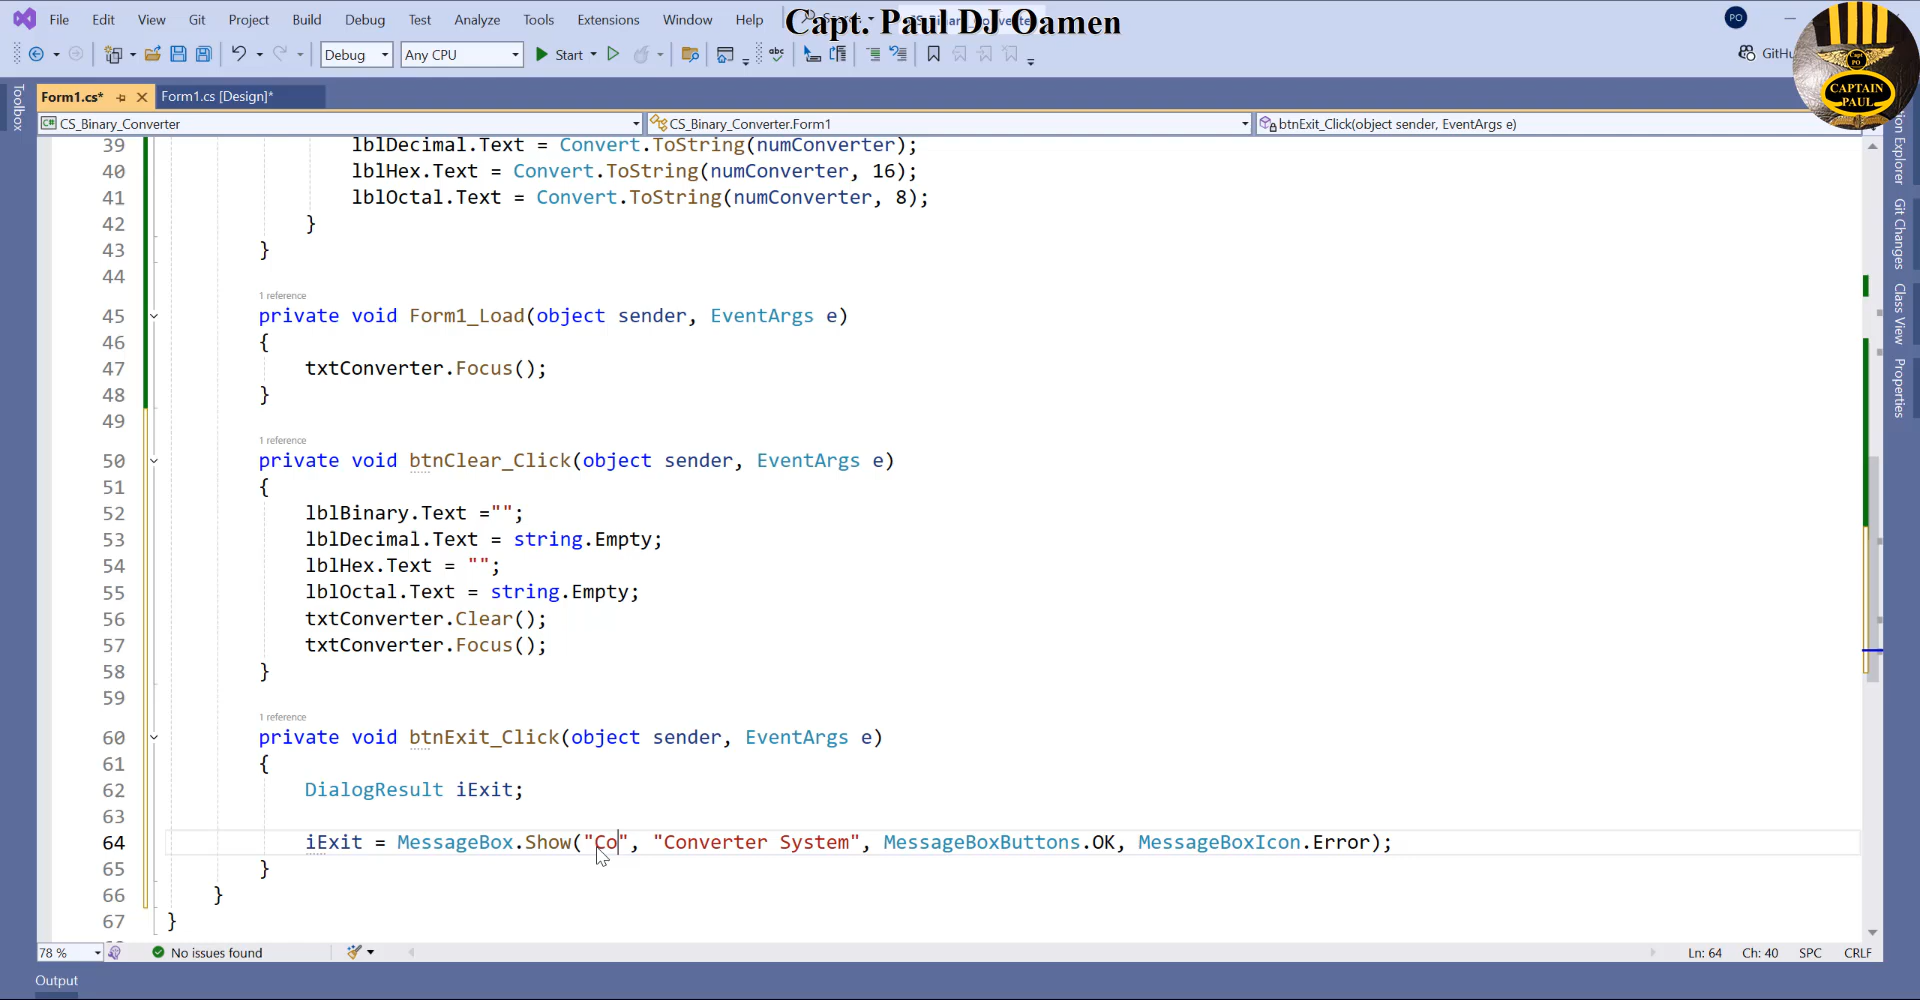 File Edit View Git Project Build Debug Test Analyze Tools Extensions Window Help
Capt. Paul DJ Oamen
PO
Debug Any CPU Start
CAPTAIN
PAUL
Toolbox
Form1.cs* Form1.cs [Design]*
CS_Binary_Converter CS_Binary_Converter.Form1 btnExit_Click(object sender, EventArgs e)
39 lblDecimal.Text = Convert.ToString(numConverter);
40 lblHex.Text = Convert.ToString(numConverter, 16);
41 lblOctal.Text = Convert.ToString(numConverter, 8);
42 }
43 }
44
1 reference
45 private void Form1_Load(object sender, EventArgs e)
46 {
47 txtConverter.Focus();
48 }
49
1 reference
50 private void btnClear_Click(object sender, EventArgs e)
51 {
52 lblBinary.Text ="";
53 lblDecimal.Text = string.Empty;
54 lblHex.Text = "";
55 lblOctal.Text = string.Empty;
56 txtConverter.Clear();
57 txtConverter.Focus();
58 }
59
1 reference
60 private void btnExit_Click(object sender, EventArgs e)
61 {
62 DialogResult iExit;
63
64 iExit = MessageBox.Show("Co", "Converter System", MessageBoxButtons.OK, MessageBoxIcon.Error);
65 }
66 }
67 }
Explorer
Git Changes
Class View
Properties
78 % No issues found Ln: 64 Ch: 40 SPC CRLF
Output